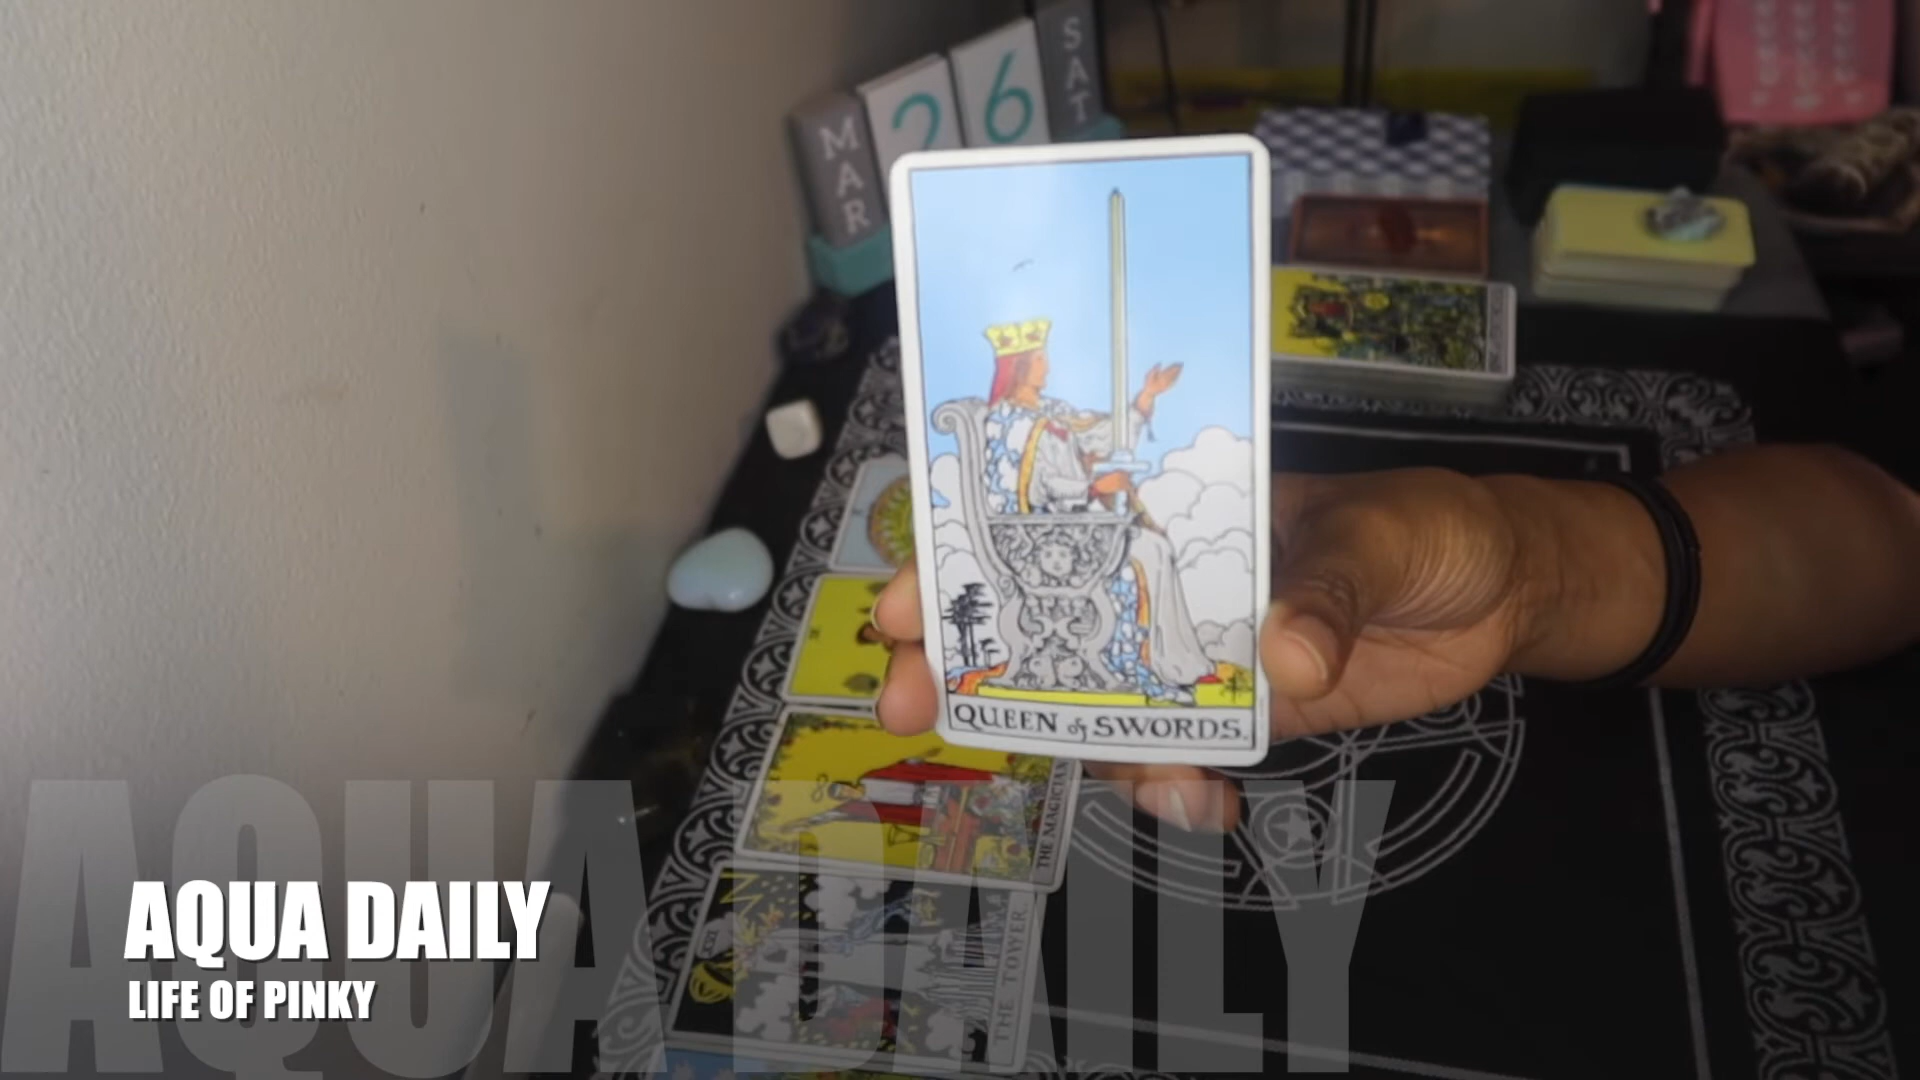 MAR
26
SAT
QUEEN of SWORDS.
THE MAGICIAN
THE TOWER
AQUA DAILY
AQUA DAILY
LIFE OF PINKY